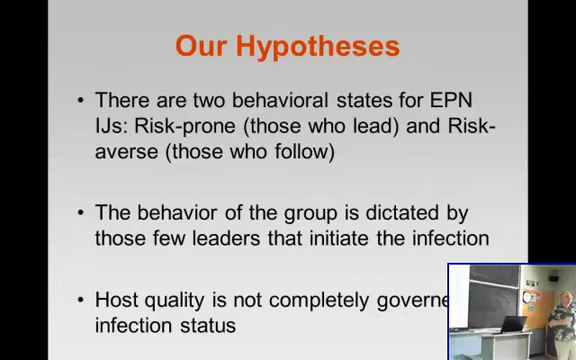 Our Hypotheses
• There are two behavioral states for EPN
IJs: Risk-prone (those who lead) and Risk-
averse (those who follow)
• The behavior of the group is dictated by
those few leaders that initiate the infection
• Host quality is not completely governe
infection status